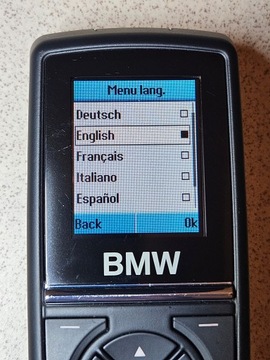 Menu lang.
Deutsch
English
Français
Italiano
Español
Back Ok
BMW